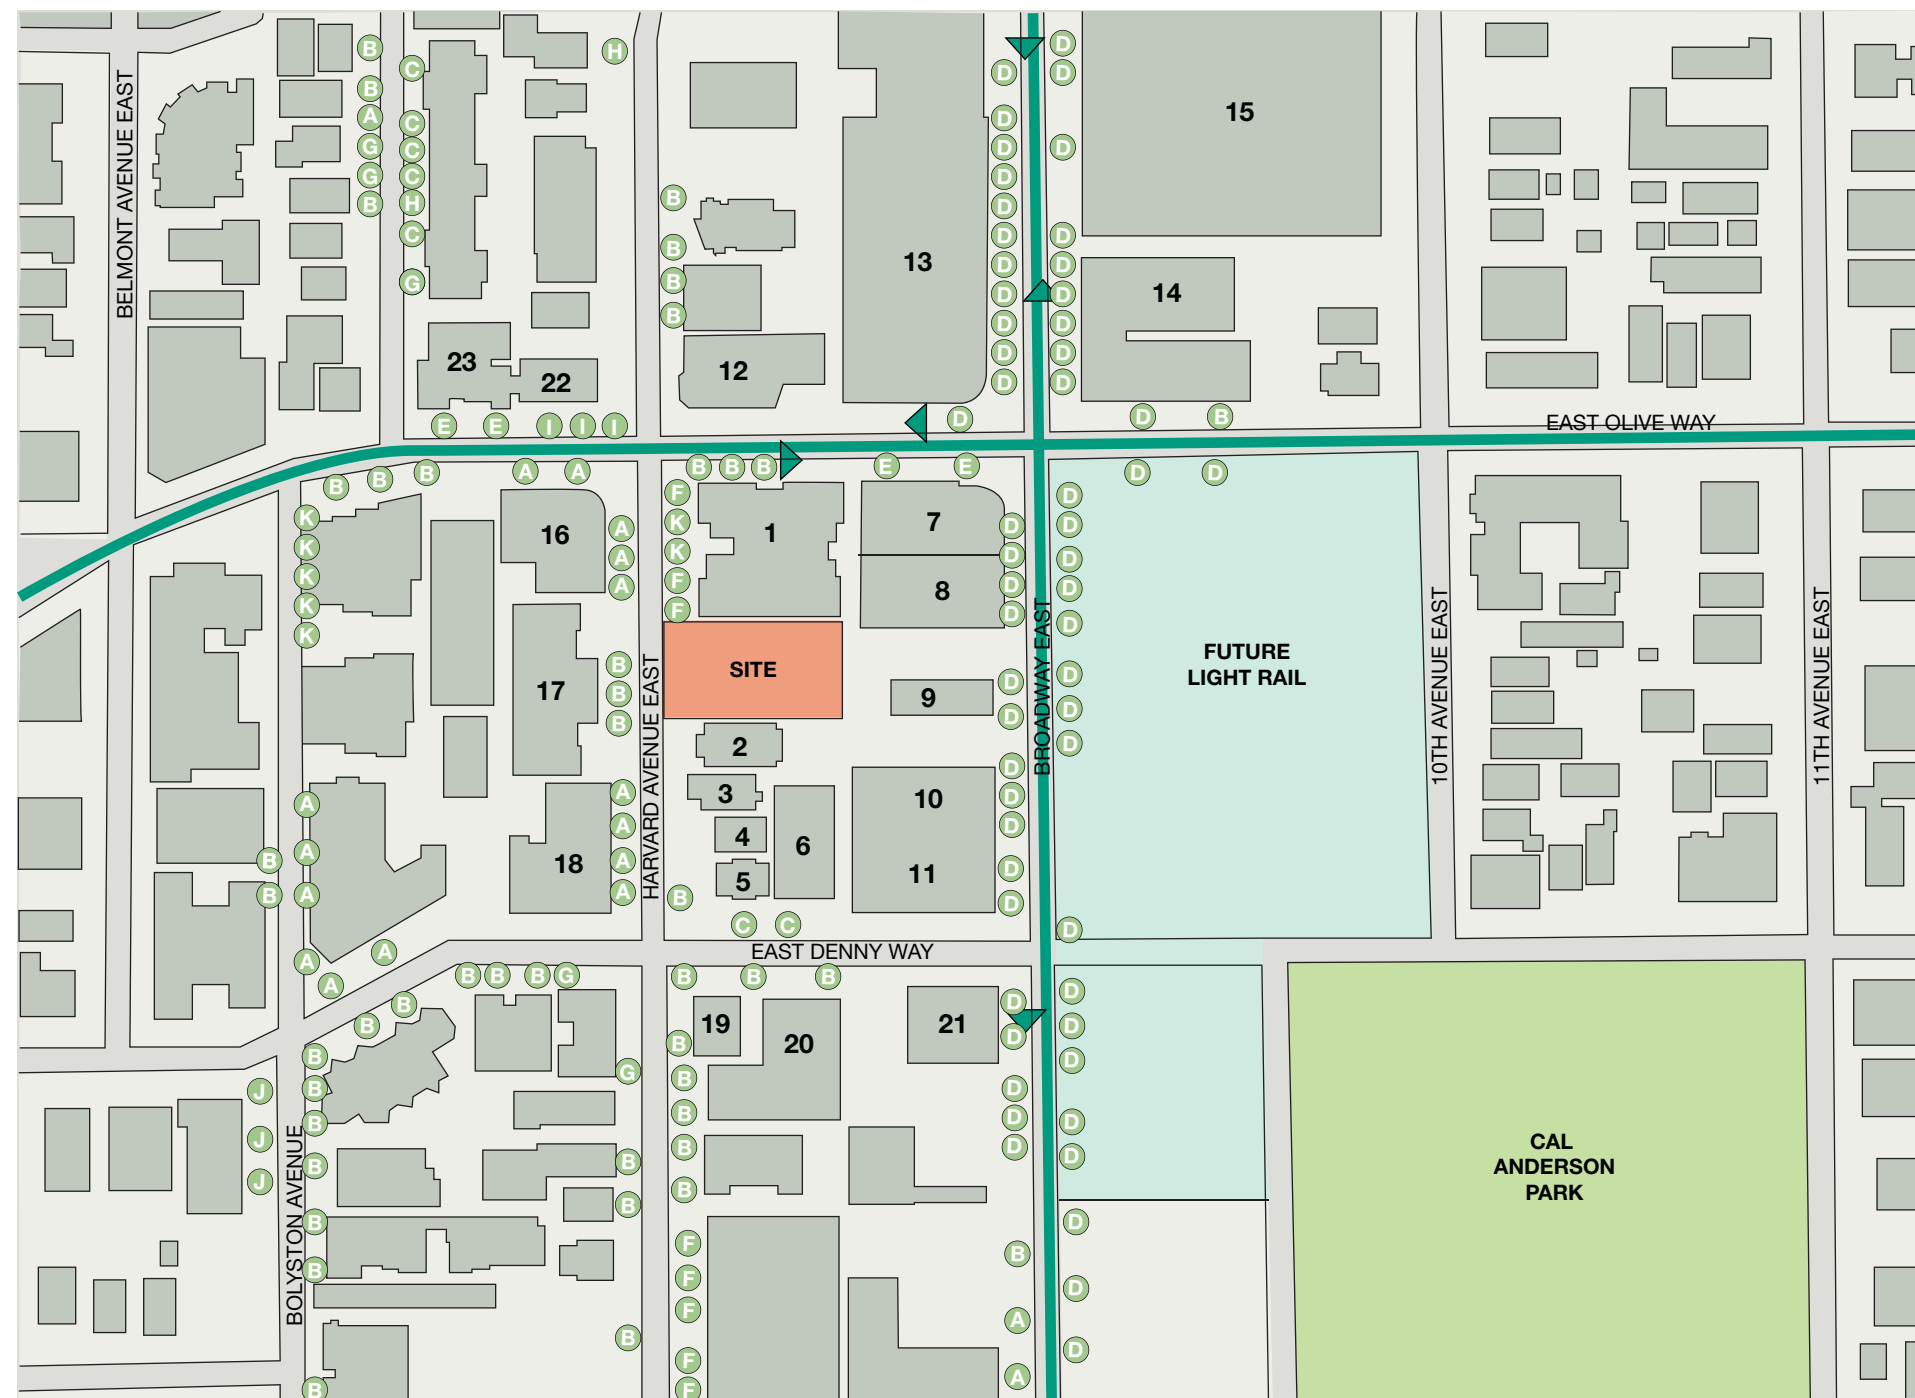 B
H
D
C
D
D
B
A
D
C
D
15
G
C
D
D
G
C
D
B
H
D
B
D
C
B
D
D
BELMONT AVENUE EAST
13
D
D
G
B
D
D
14
B
D
D
23
12
D
D
22
D
D
E
E
I
I
I
D
D
B
EAST OLIVE WAY
B
B
B
A
A
B
B
B
E
E
D
D
K
F
D
K
A
16
K
1
7
D
D
K
A
K
D
D
K
A
F
8
D
D
K
F
D
D
B
SITE
FUTURE
LIGHT RAIL
B
17
9
D
D
B
D
D
HARVARD AVENUE EAST
BROADWAY EAST
10TH AVENUE EAST
11TH AVENUE EAST
2
D
D
A
A
3
10
D
A
4
D
A
B
A
18
6
11
D
B
A
A
5
B
D
C
C
D
A
A
EAST DENNY WAY
A
B
B
B
G
B
B
B
B
B
19
20
21
D
D
B
D
D
B
G
D
J
B
B
D
B
B
D
D
J
B
D
CAL
ANDERSON
PARK
J
B
B
B
D
BOLYSTON AVENUE
B
B
F
D
B
B
F
D
F
A
B
F
D
B
F
A